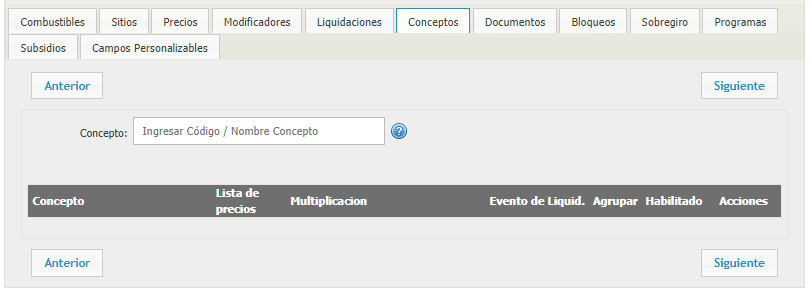 Combustibles Sitios Precios Modificadores Liquidaciones Conceptos Documentos Bloqueos Sobregiro Programas
Subsidios Campos Personalizables
Anterior Siguiente
Concepto: Ingresar Código / Nombre Concepto ?
Concepto Lista de precios Multiplicacion Evento de Liquid. Agrupar Habilitado Acciones
Anterior Siguiente